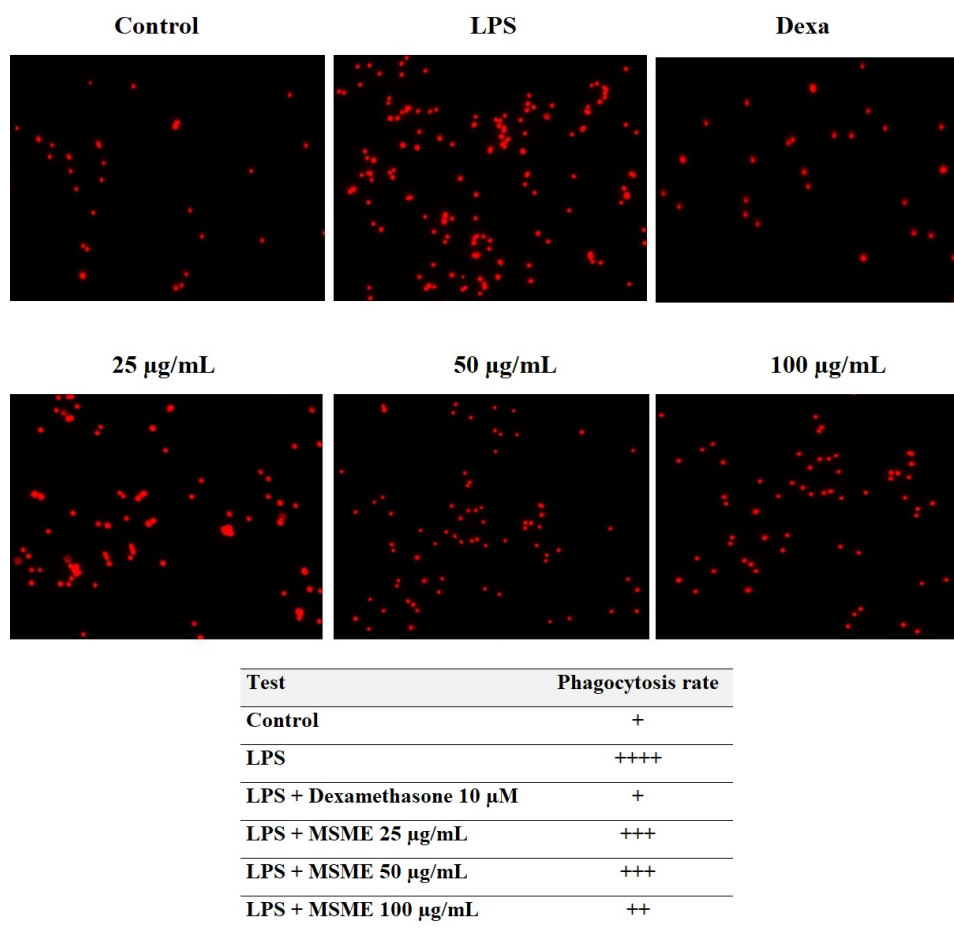 Control LPS Dexa
25 µg/mL 50 µg/mL 100 µg/mL
Test Phagocytosis rate
Control +
LPS ++++
LPS + Dexamethasone 10 µM +
LPS + MSME 25 µg/mL +++
LPS + MSME 50 µg/mL +++
LPS + MSME 100 µg/mL ++